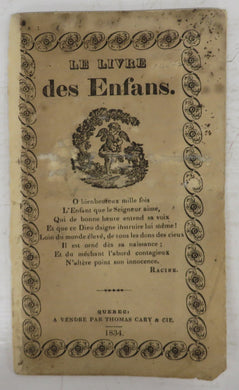 LE LIVRE
des Enfans.
O bienheureux mille fois
L'Enfant que le Seigneur aime,
Qui de bonne heure entend sa voix
Et que ce Dieu daigne instruire lui même!
Loin du monde élevé, de tous les dons des cieux
Il est orné dès sa naissance;
Et du méchant l'abord contagieux
N'altère point son innocence.
RACINE.
QUEBEC:
A VENDRE PAR THOMAS CARY & CIE.
1834.